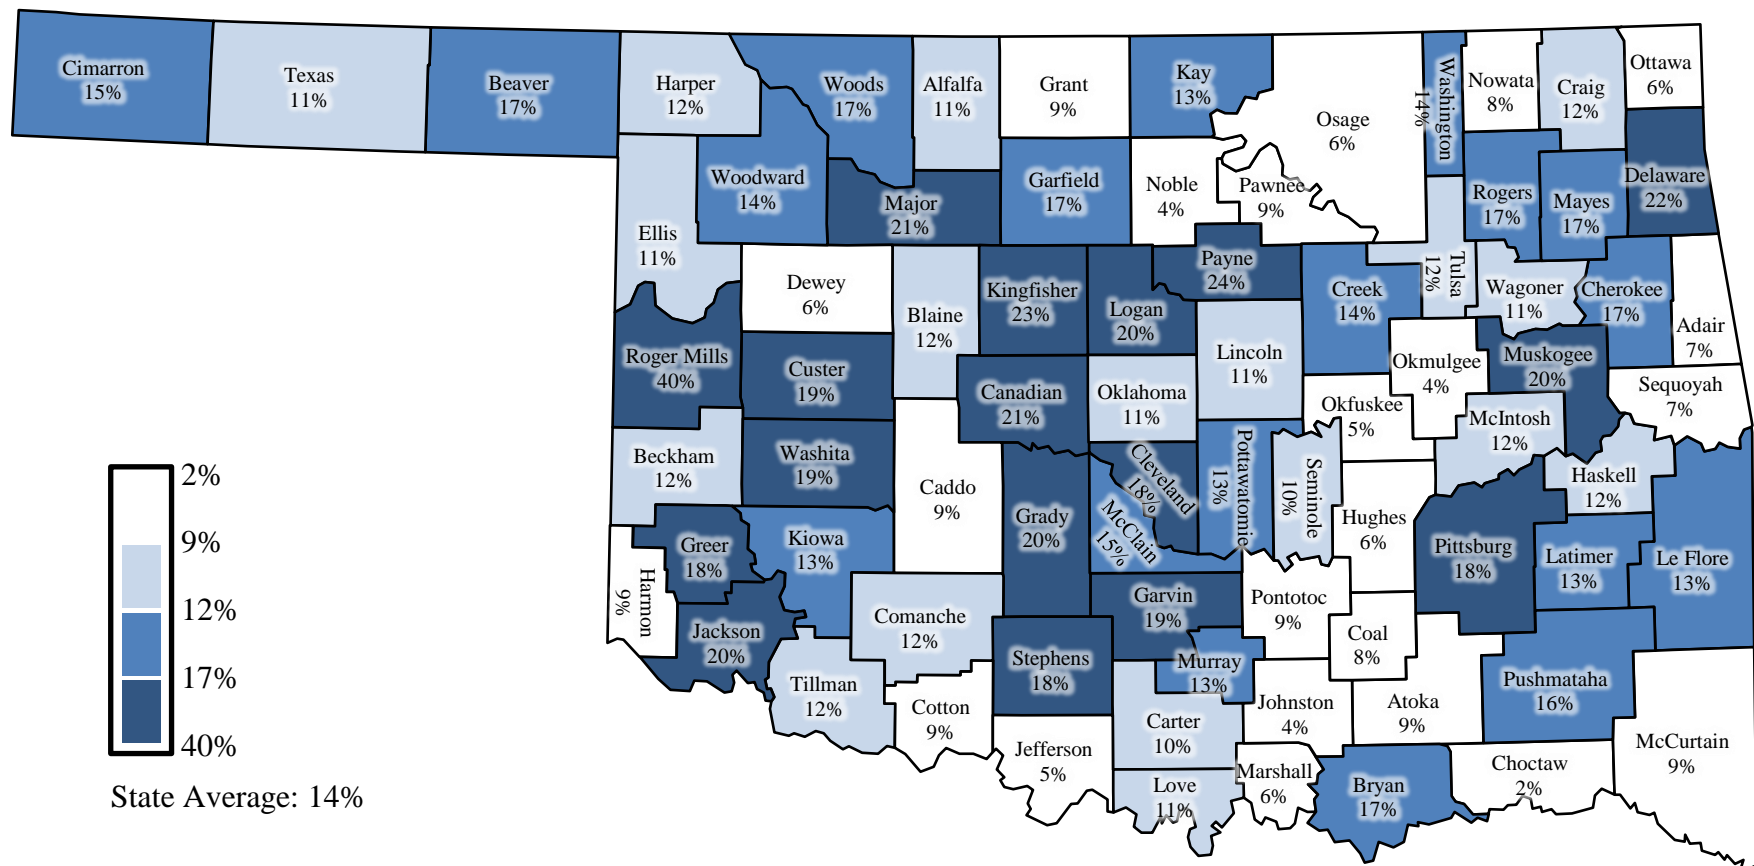 Cimarron
15%
Texas
11%
Beaver
17%
Harper
12%
Woods
17%
Alfalfa
11%
Grant
9%
Kay
13%
Osage
6%
Washington
14%
Nowata
8%
Craig
12%
Ottawa
6%
Woodward
14%
Major
21%
Garfield
17%
Noble
4%
Pawnee
9%
Rogers
17%
Mayes
17%
Delaware
22%
Ellis
11%
Dewey
6%
Blaine
12%
Kingfisher
23%
Logan
20%
Payne
24%
Creek
14%
Tulsa
12%
Wagoner
11%
Cherokee
17%
Adair
7%
Roger Mills
40%
Custer
19%
Canadian
21%
Oklahoma
11%
Lincoln
11%
Okmulgee
4%
Muskogee
20%
Sequoyah
7%
Okfuskee
5%
McIntosh
12%
Beckham
12%
Washita
19%
Caddo
9%
Grady
20%
Cleveland
18%
McClain
15%
Pottawatomie
13%
Seminole
10%
Hughes
6%
Haskell
12%
Pittsburg
18%
Latimer
13%
Le Flore
13%
Greer
18%
Kiowa
13%
Harmon
9%
Jackson
20%
Comanche
12%
Garvin
19%
Pontotoc
9%
Coal
8%
Tillman
12%
Stephens
18%
Murray
13%
Pushmataha
16%
Cotton
9%
Carter
10%
Johnston
4%
Atoka
9%
Jefferson
5%
Love
11%
Marshall
6%
Bryan
17%
Choctaw
2%
McCurtain
9%
2%
9%
12%
17%
40%
State Average: 14%